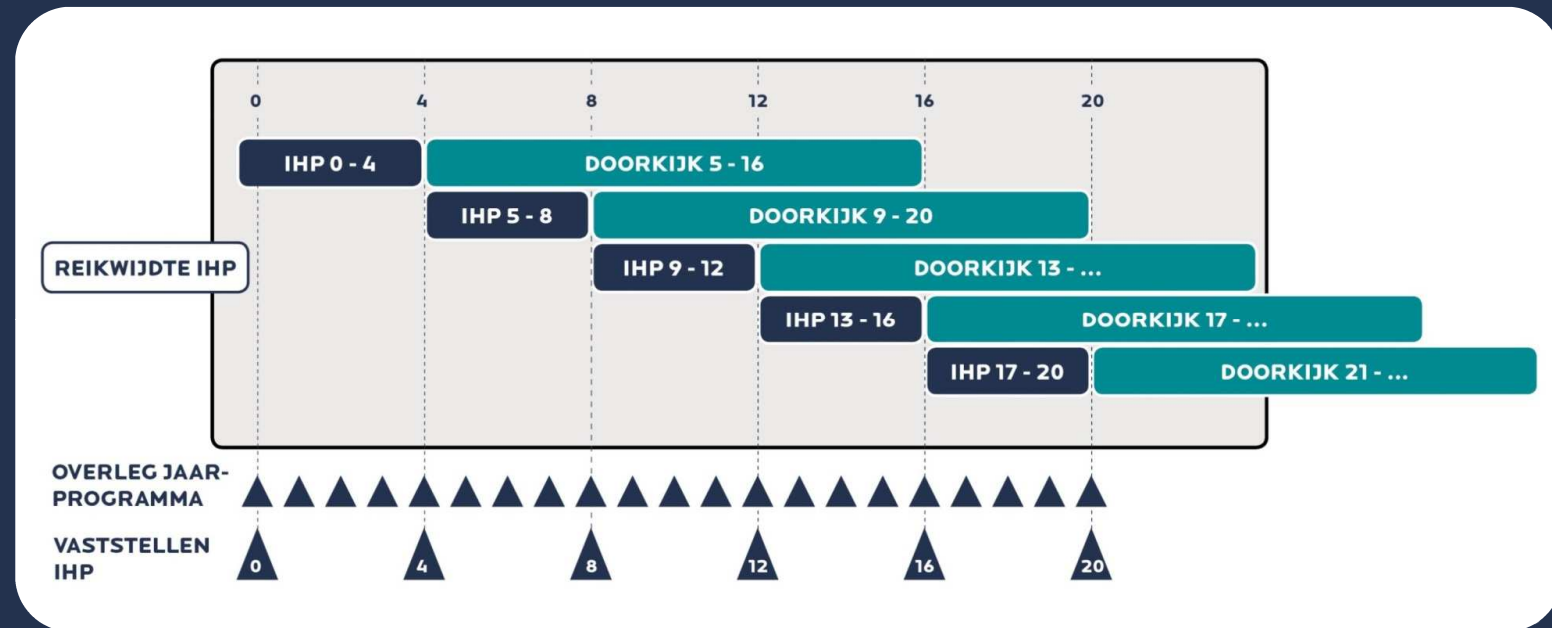 0 4 8 12 16 20
IHP 0 - 4 DOORKIJK 5 - 16
IHP 5 - 8 DOORKIJK 9 - 20
REIKWIJDTE IHP IHP 9 - 12 DOORKIJK 13 - ...
IHP 13 - 16 DOORKIJK 17 - ...
IHP 17 - 20 DOORKIJK 21 - ...
OVERLEG JAAR-
PROGRAMMA
VASTSTELLEN
IHP
0 4 8 12 16 20